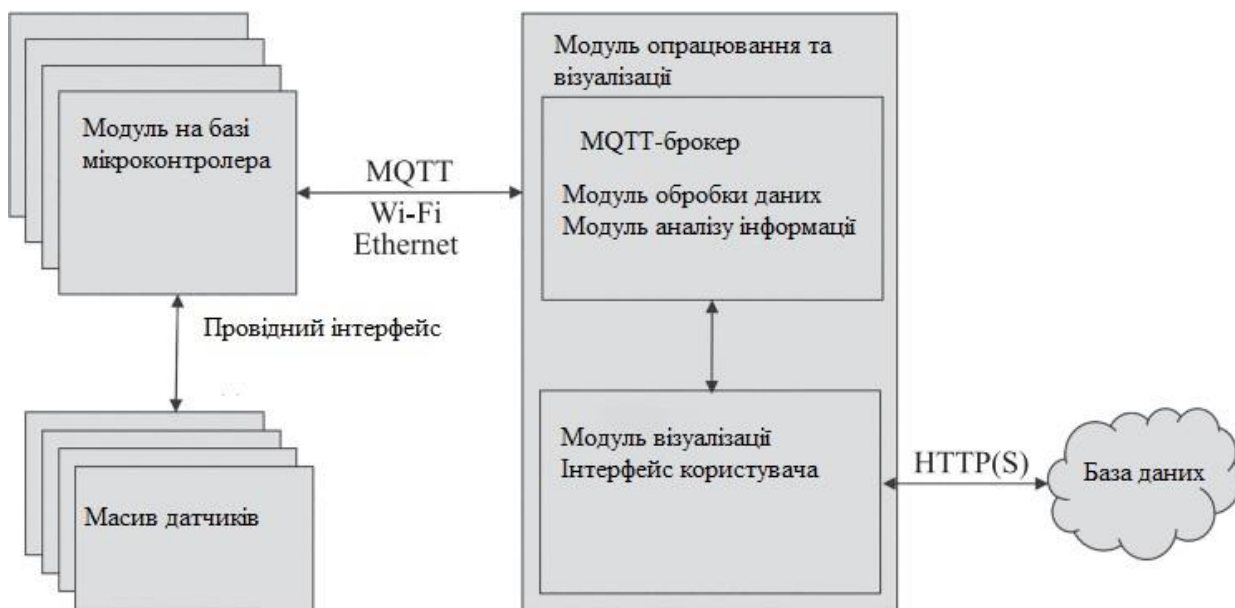 Модуль на базі
мікроконтролера
MQTT
Wi-Fi
Ethernet
Провідний інтерфейс
Масив датчиків
Модуль опрацювання та
візуалізації
MQTT-брокер
Модуль обробки даних
Модуль аналізу інформації
Модуль візуалізації
Інтерфейс користувача
HTTP(S)
База даних